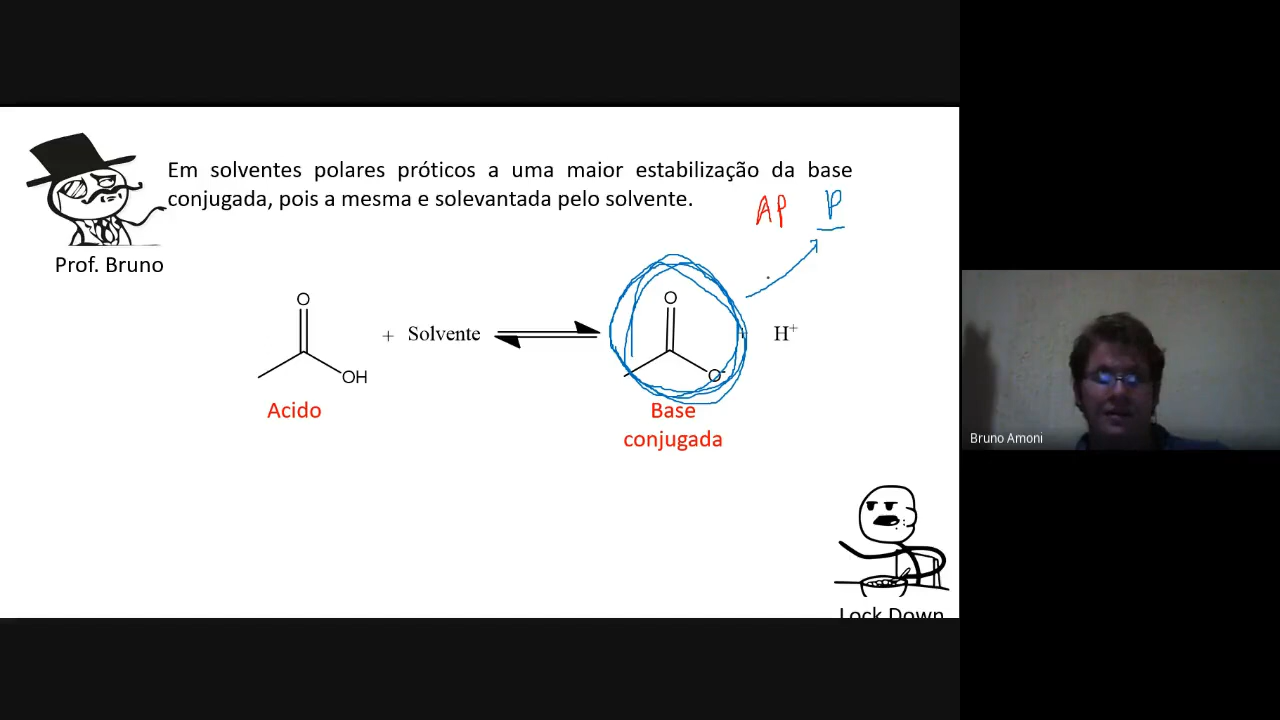 Em solventes polares próticos a uma maior estabilização da base
conjugada, pois a mesma e solevantada pelo solvente.
AP P
Prof. Bruno
O
OH
+ Solvente
O
O⁻
+ H⁺
Acido
Base
conjugada
Bruno Amoni
Lock Down